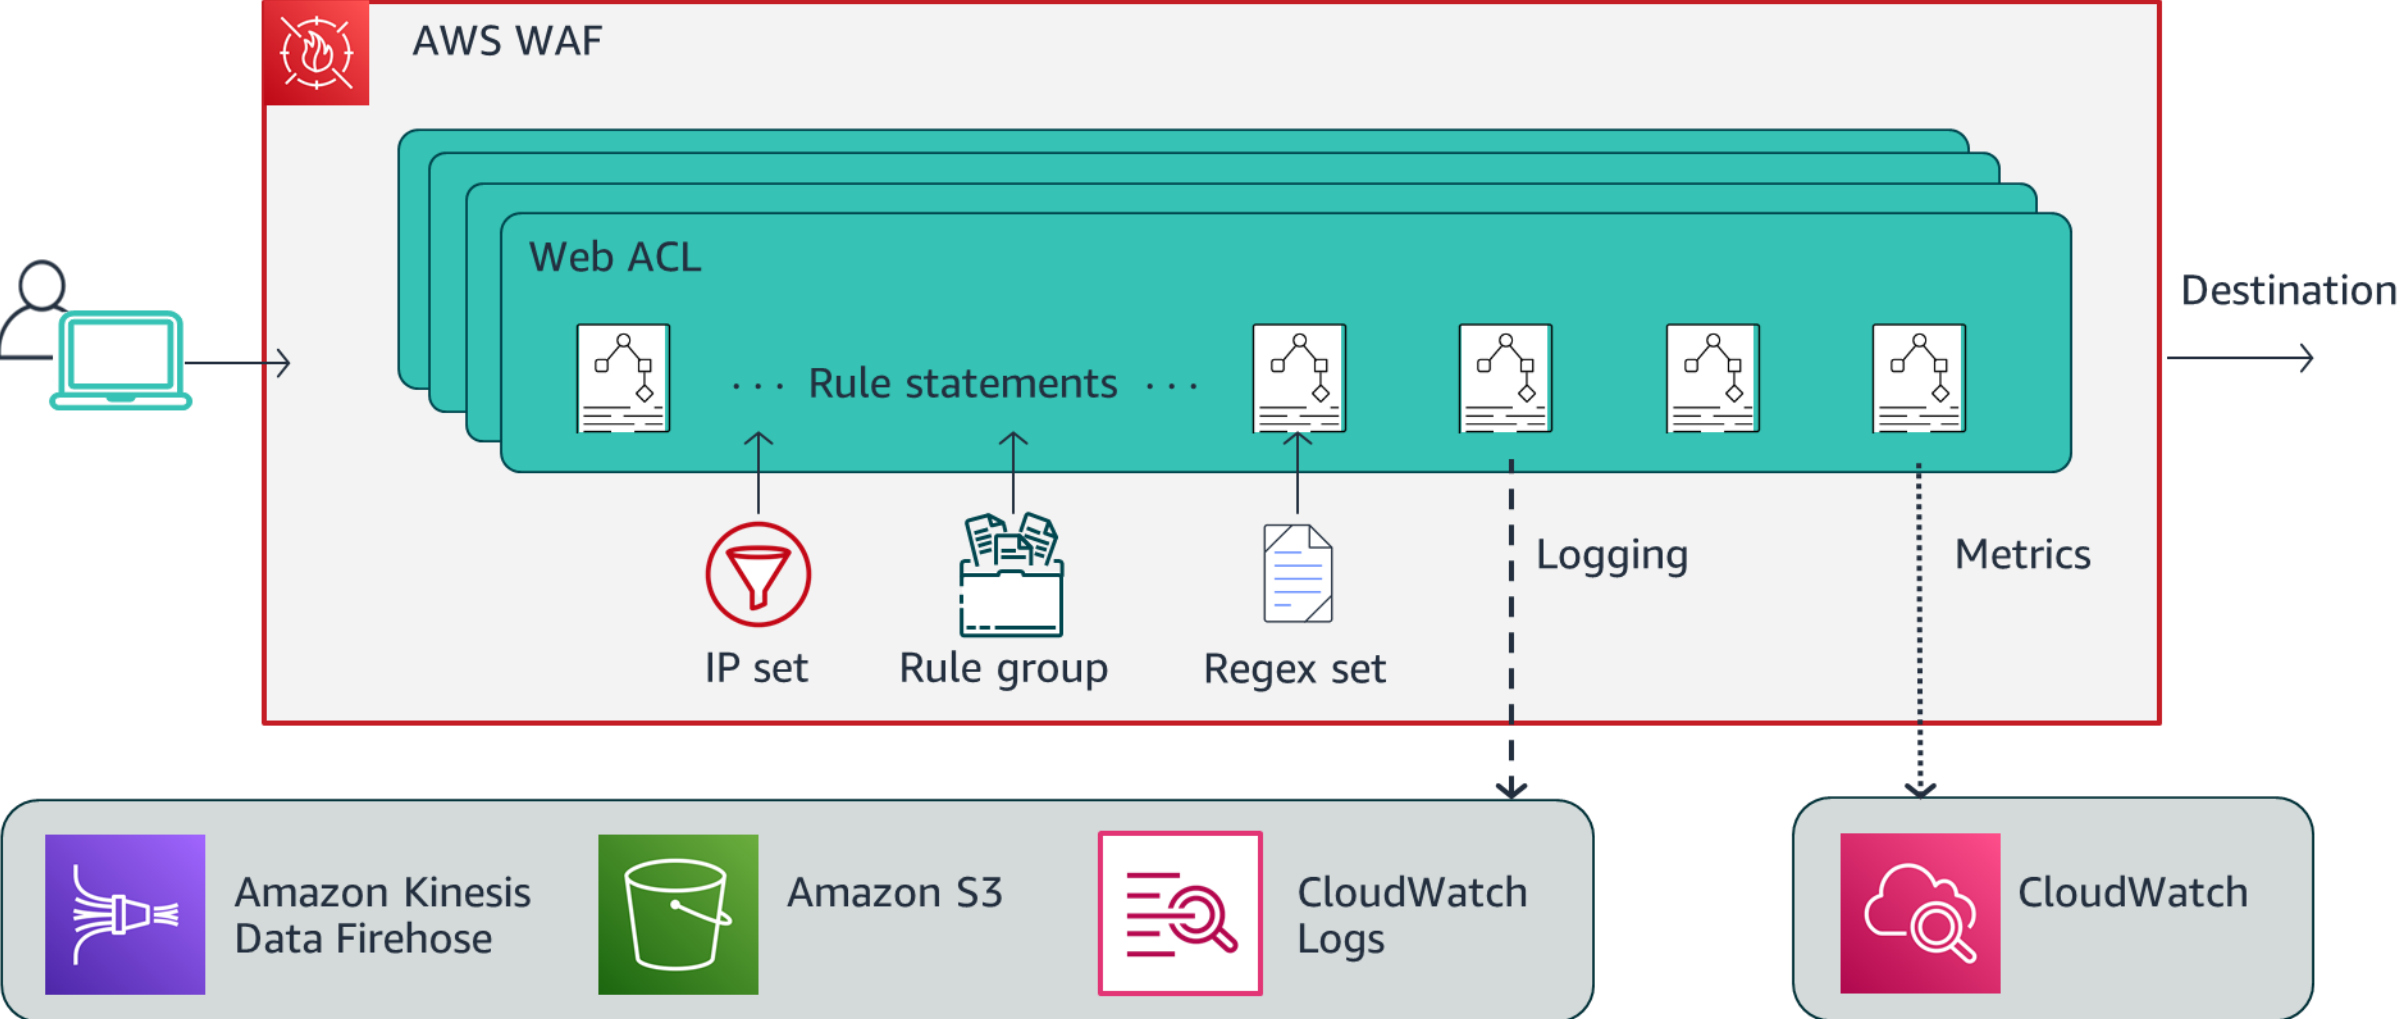 AWS WAF
Web ACL
Destination
··· Rule statements ···
Logging
Metrics
IP set
Rule group
Regex set
Amazon Kinesis
Data Firehose
Amazon S3
CloudWatch
Logs
CloudWatch